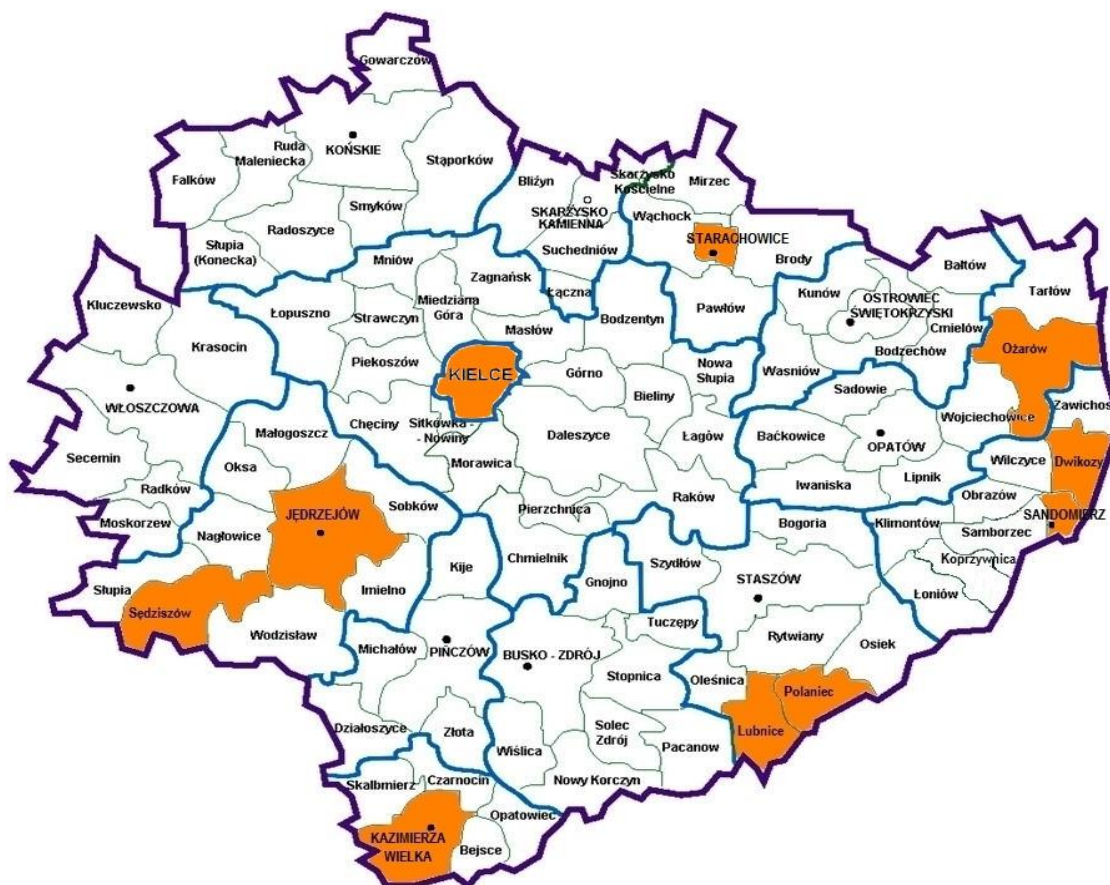 Gowarczów
Ruda
Maleniecka
KOŃSKIE
Stąporków
Fałków
Smyków
Radoszyce
Słupia
(Konecka)
Bliżyn
Skarżysko
Kościelne
Mirzec
SKARŻYSKO
KAMIENNA
Wąchock
STARACHOWICE
Suchedniów
Brody
Mniów
Zagnańsk
Łączna
Bałtów
Kluczewsko
Łopuszno
Strawczyn
Miedziana
Góra
Masłów
Bodzentyn
Pawłów
Kunów
OSTROWIEC
ŚWIĘTOKRZYSKI
Ćmielów
Tarłów
Krasocin
Piekoszów
KIELCE
Górno
Nowa
Słupia
Waśniów
Bodzechów
Ożarów
WŁOSZCZOWA
Bieliny
Sadowie
Wojciechowice
Zawichost
Małogoszcz
Chęciny
Sitkówka -
- Nowiny
Daleszyce
Łagów
Baćkowice
OPATÓW
Secemin
Oksa
Morawica
Wilczyce
Dwikozy
Radków
Iwaniska
Lipnik
Moskorzew
JĘDRZEJÓW
Sobków
Pierzchnica
Raków
Obrazów
SANDOMIERZ
Nagłowice
Bogoria
Klimontów
Samborzec
Słupia
Kije
Chmielnik
Gnojno
Szydłów
Koprzywnica
Imielno
STASZÓW
Łoniów
Sędziszów
Wodzisław
Michałów
PIŃCZÓW
BUSKO - ZDRÓJ
Tuczępy
Rytwiany
Osiek
Stopnica
Oleśnica
Polaniec
Działoszyce
Złota
Wiślica
Solec
Zdrój
Pacanow
Lubnice
Skalbmierz
Czarnocin
Nowy Korczyn
KAZIMIERZA
WIELKA
Opatowiec
Bejsce